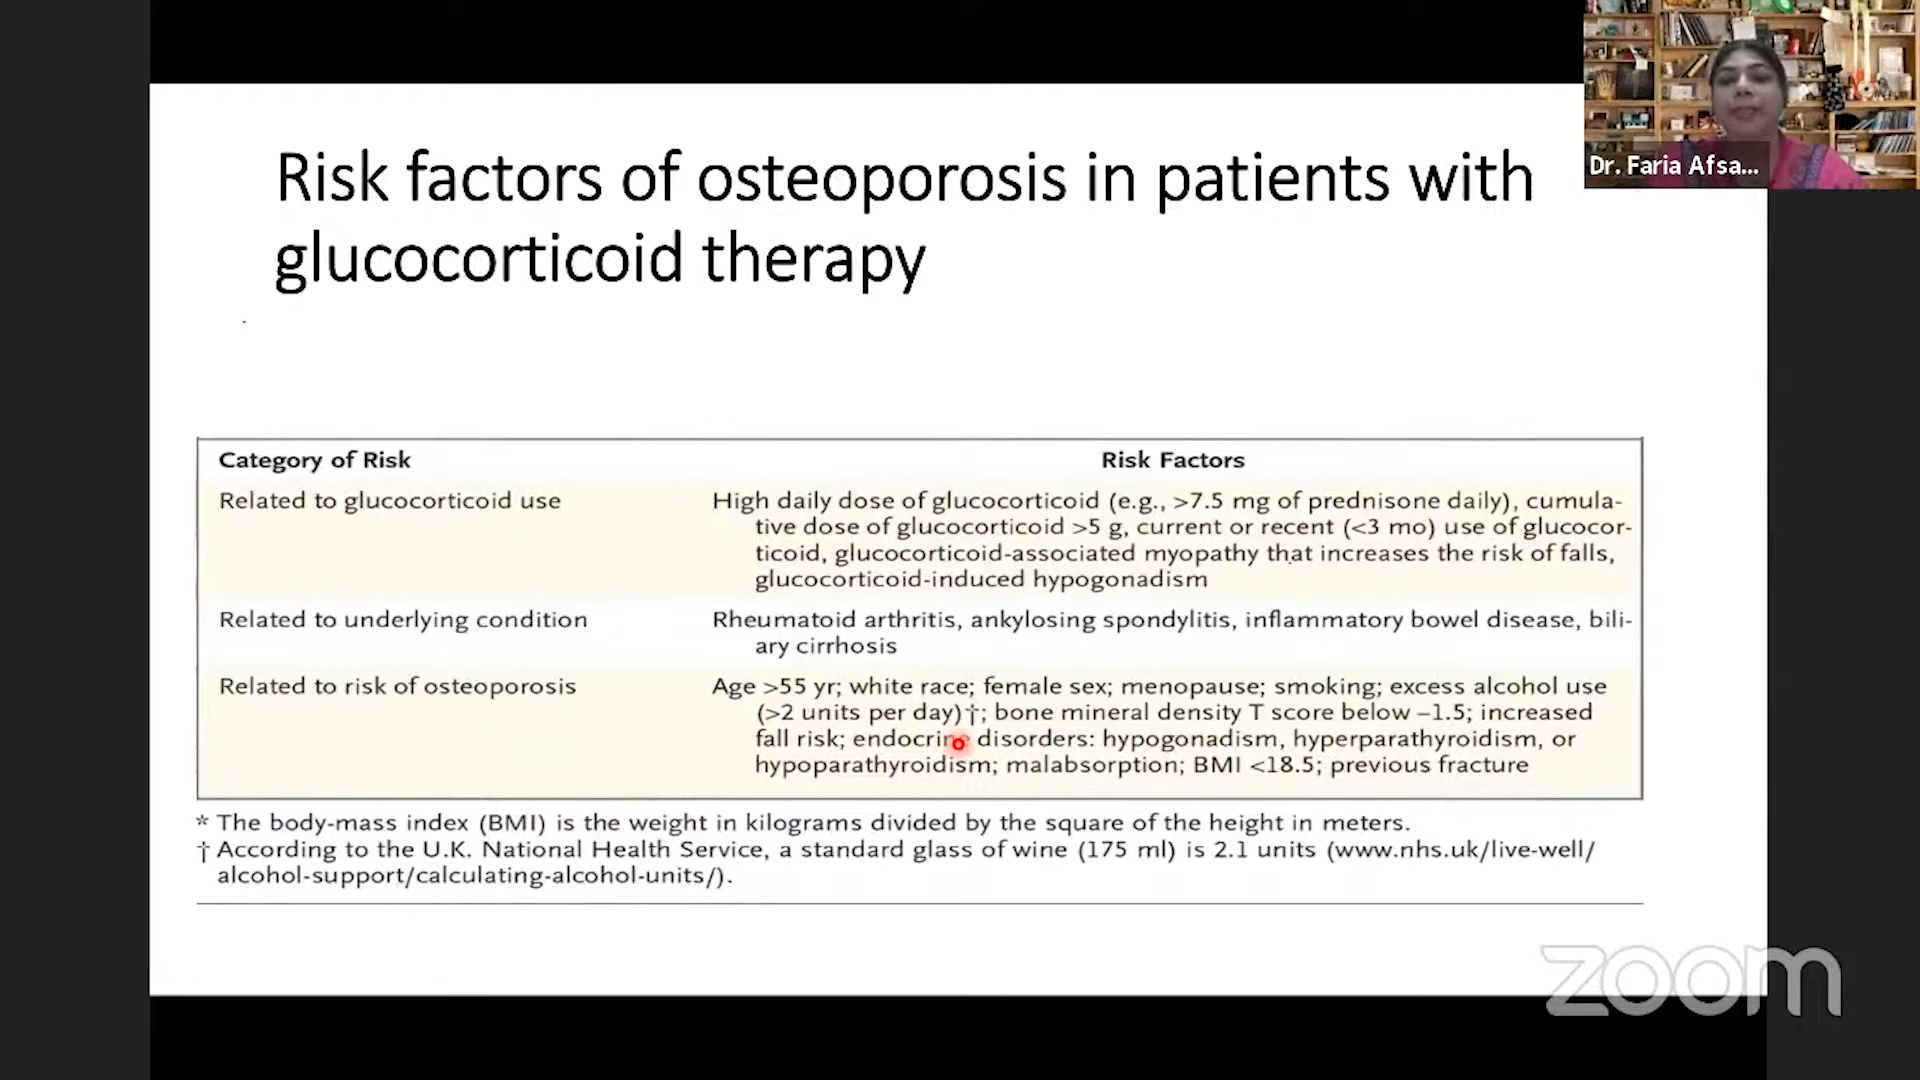 Dr. Faria Afsa...
Risk factors of osteoporosis in patients with
glucocorticoid therapy
Category of Risk Risk Factors
Related to glucocorticoid use High daily dose of glucocorticoid (e.g., >7.5 mg of prednisone daily), cumula-
tive dose of glucocorticoid >5 g, current or recent (<3 mo) use of glucocor-
ticoid, glucocorticoid-associated myopathy that increases the risk of falls,
glucocorticoid-induced hypogonadism
Related to underlying condition Rheumatoid arthritis, ankylosing spondylitis, inflammatory bowel disease, bili-
ary cirrhosis
Related to risk of osteoporosis Age >55 yr; white race; female sex; menopause; smoking; excess alcohol use
(>2 units per day)†; bone mineral density T score below −1.5; increased
fall risk; endocrine disorders: hypogonadism, hyperparathyroidism, or
hypoparathyroidism; malabsorption; BMI <18.5; previous fracture
* The body-mass index (BMI) is the weight in kilograms divided by the square of the height in meters.
† According to the U.K. National Health Service, a standard glass of wine (175 ml) is 2.1 units (www.nhs.uk/live-well/
alcohol-support/calculating-alcohol-units/).
zoom